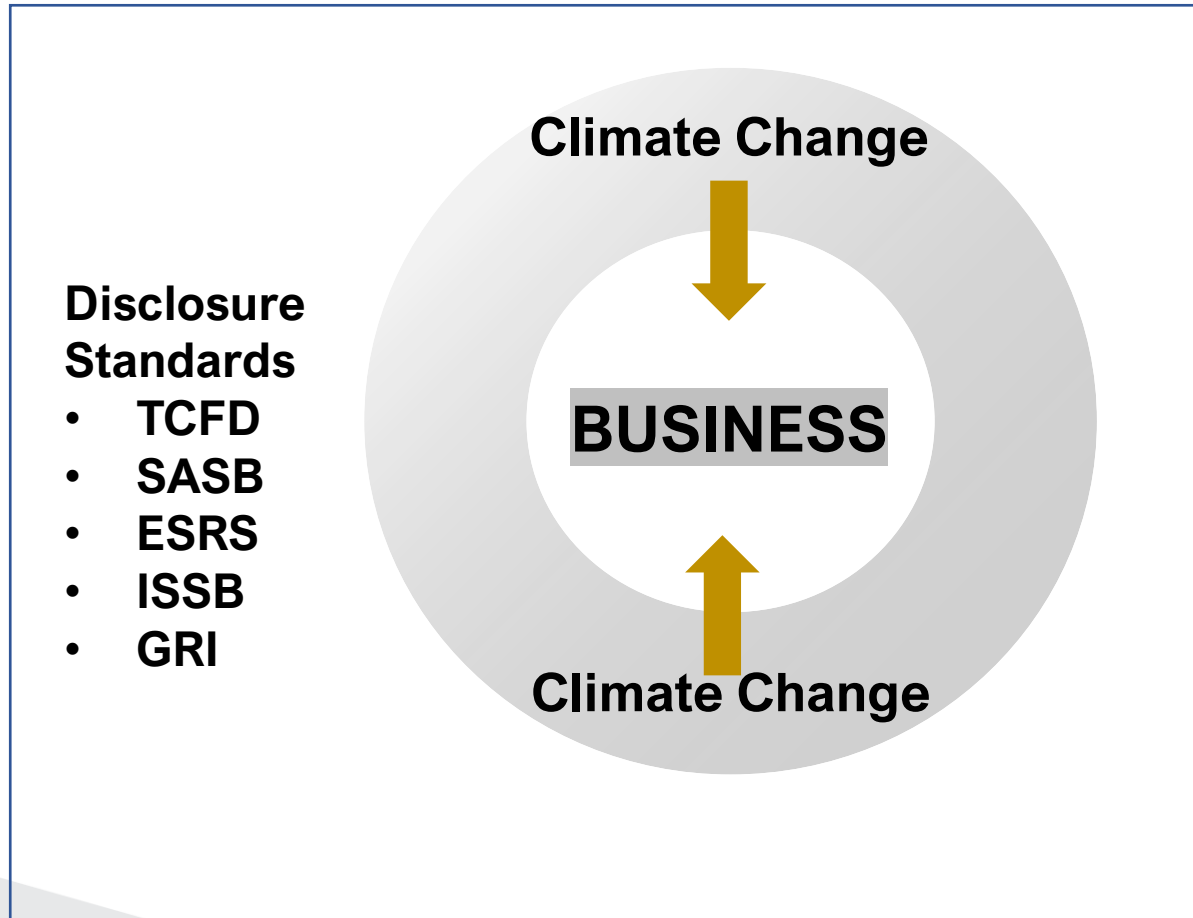 Climate Change
Disclosure
Standards
• TCFD
• SASB
• ESRS
• ISSB
• GRI
BUSINESS
Climate Change